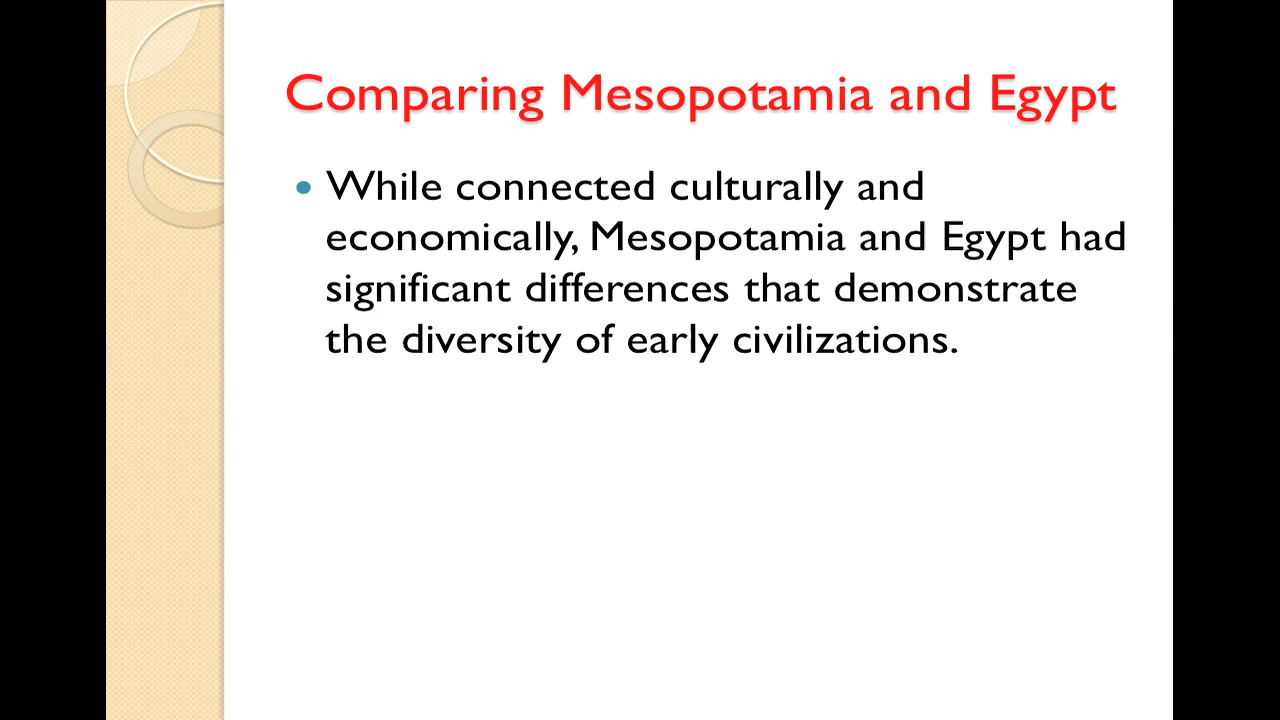 Comparing Mesopotamia and Egypt
• While connected culturally and
economically, Mesopotamia and Egypt had
significant differences that demonstrate
the diversity of early civilizations.